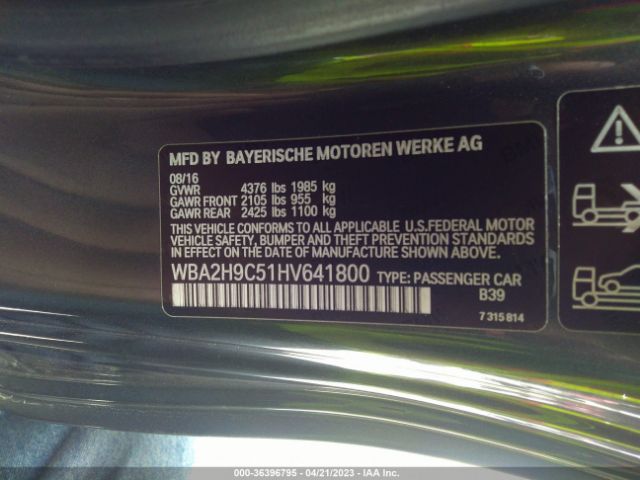 MFD BY BAYERISCHE MOTOREN WERKE AG
08/16
GVWR 4376 lbs 1985 kg
GAWR FRONT 2105 lbs 955 kg
GAWR REAR 2425 lbs 1100 kg
THIS VEHICLE CONFORMS TO ALL APPLICABLE U.S.FEDERAL MOTOR
VEHICLE SAFETY, BUMPER AND THEFT PREVENTION STANDARDS
IN EFFECT ON THE DATE OF MANUFACTURE SHOWN ABOVE.
WBA2H9C51HV641800 TYPE: PASSENGER CAR
B39
7 315 814
000-36396795 - 04/21/2023 - IAA Inc.